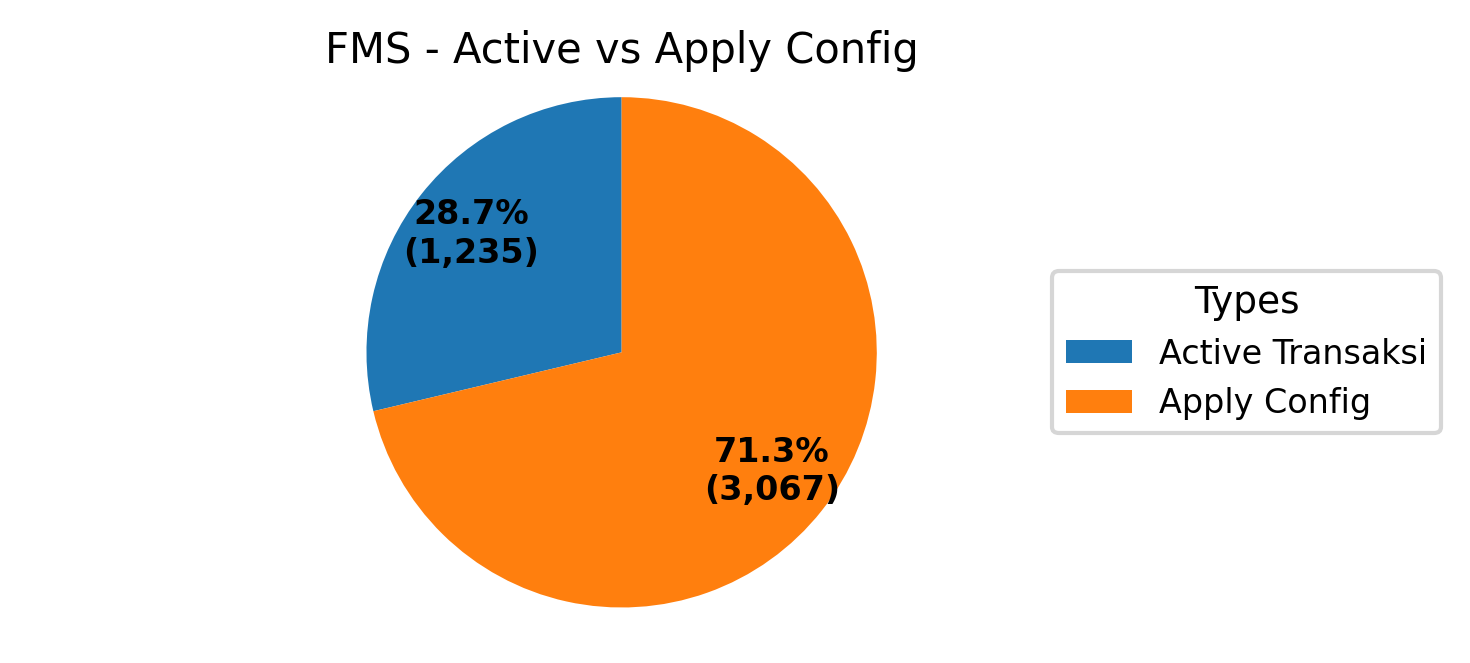 FMS - Active vs Apply Config
28.7%
(1,235)
71.3%
(3,067)
Types
Active Transaksi
Apply Config